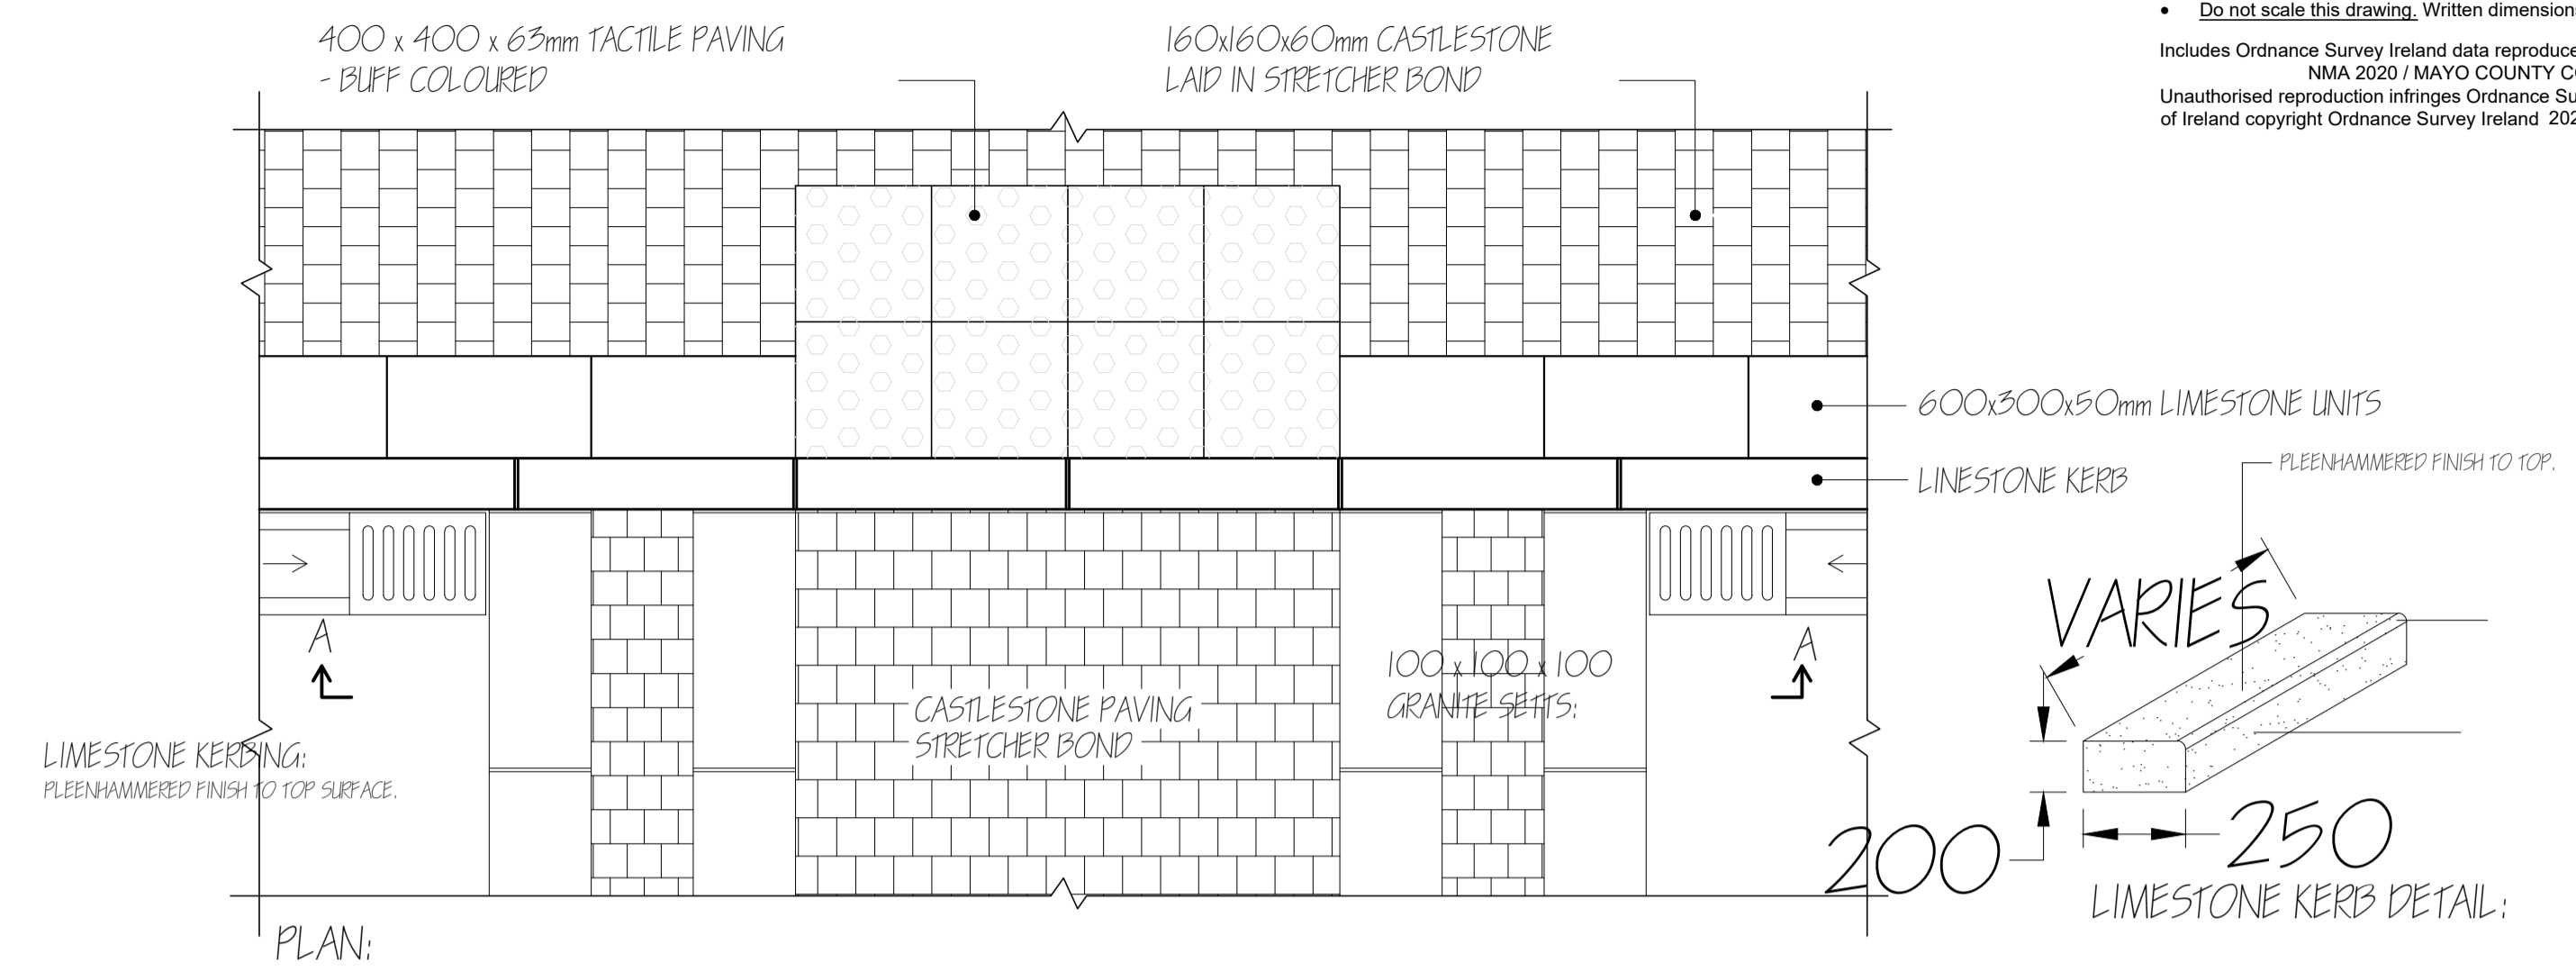 400 x 400 x 63mm TACTILE PAVING
- BUFF COLOURED
160x160x60mm CASTLESTONE
LAID IN STRETCHER BOND
• Do not scale this drawing. Written dimension
Includes Ordnance Survey Ireland data reproduce
NMA 2020 / MAYO COUNTY C
Unauthorised reproduction infringes Ordnance Su
of Ireland copyright Ordnance Survey Ireland 202
600x300x50mm LIMESTONE UNITS
LINESTONE KERB
PLEENHAMMERED FINISH TO TOP.
A
A
100 x 100 x 100
GRANITE SETTS:
CASTLESTONE PAVING
STRETCHER BOND
LIMESTONE KERBING:
PLEENHAMMERED FINISH TO TOP SURFACE.
VARIES
200
250
LIMESTONE KERB DETAIL:
PLAN: